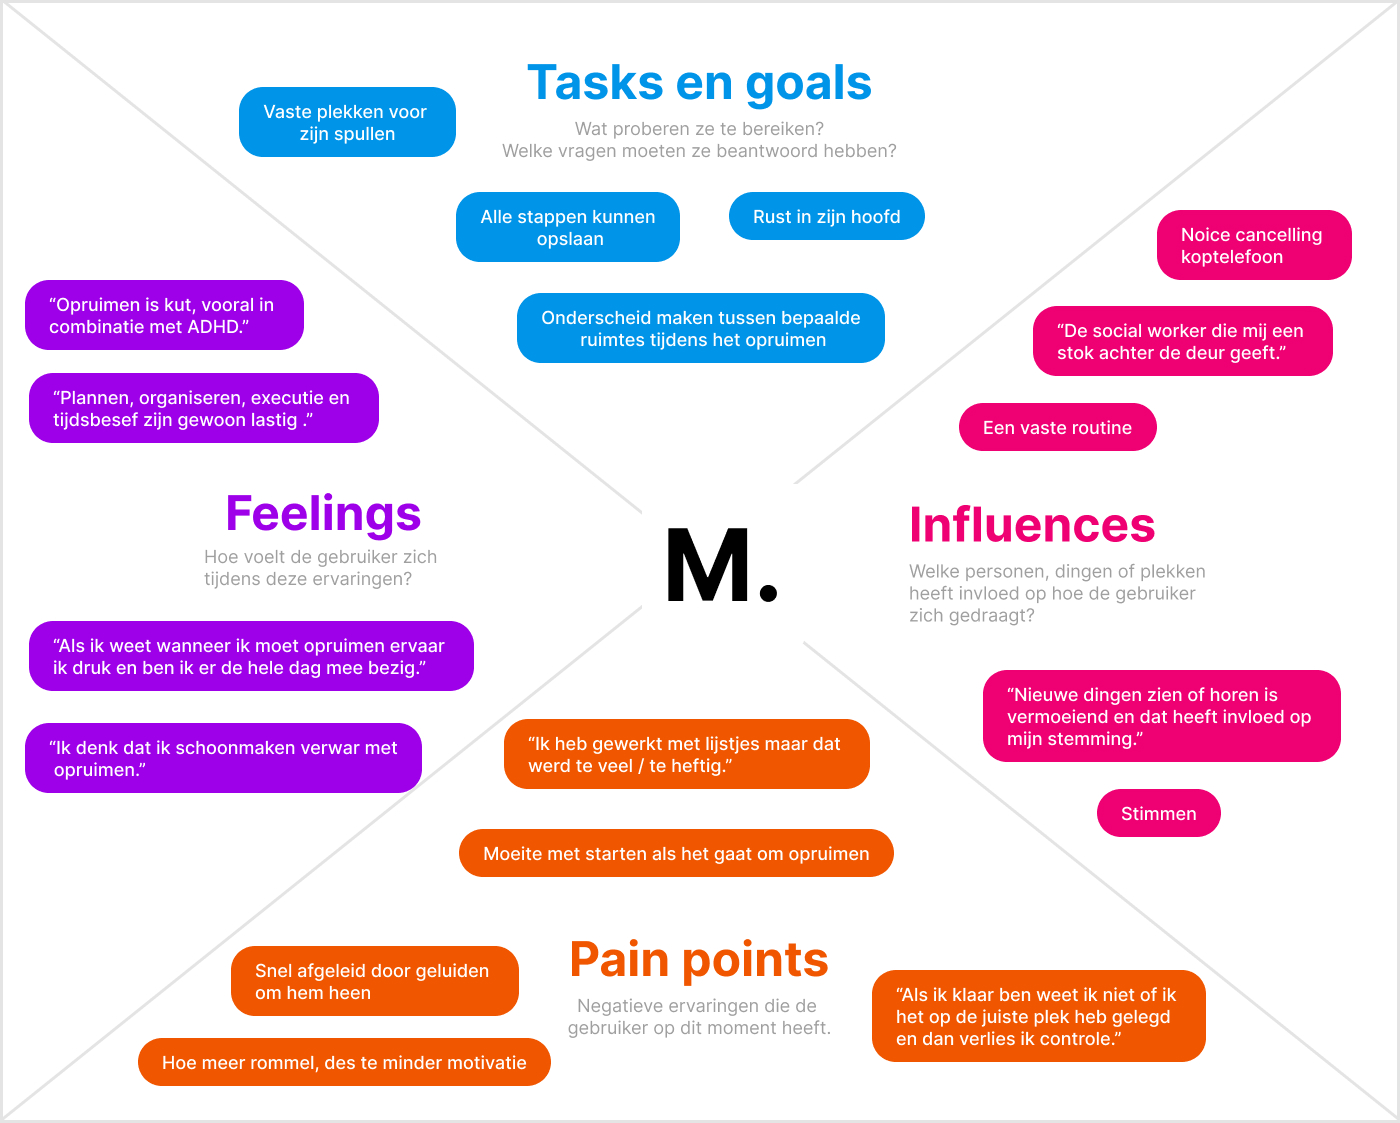 Tasks en goals
Wat proberen ze te bereiken?
Welke vragen moeten ze beantwoord hebben?
Vaste plekken voor
zijn spullen
Alle stappen kunnen
opslaan
Rust in zijn hoofd
Onderscheid maken tussen bepaalde
ruimtes tijdens het opruimen
“Opruimen is kut, vooral in
combinatie met ADHD.”
“Plannen, organiseren, executie en
tijdsbesef zijn gewoon lastig .”
Feelings
Hoe voelt de gebruiker zich
tijdens deze ervaringen?
“Als ik weet wanneer ik moet opruimen ervaar
ik druk en ben ik er de hele dag mee bezig.”
“Ik denk dat ik schoonmaken verwar met
opruimen.”
M.
Noice cancelling
koptelefoon
“De social worker die mij een
stok achter de deur geeft.”
Een vaste routine
Influences
Welke personen, dingen of plekken
heeft invloed op hoe de gebruiker
zich gedraagt?
“Nieuwe dingen zien of horen is
vermoeiend en dat heeft invloed op
mijn stemming.”
Stimmen
“Ik heb gewerkt met lijstjes maar dat
werd te veel / te heftig.”
Moeite met starten als het gaat om opruimen
Pain points
Negatieve ervaringen die de
gebruiker op dit moment heeft.
Snel afgeleid door geluiden
om hem heen
Hoe meer rommel, des te minder motivatie
“Als ik klaar ben weet ik niet of ik
het op de juiste plek heb gelegd
en dan verlies ik controle.”